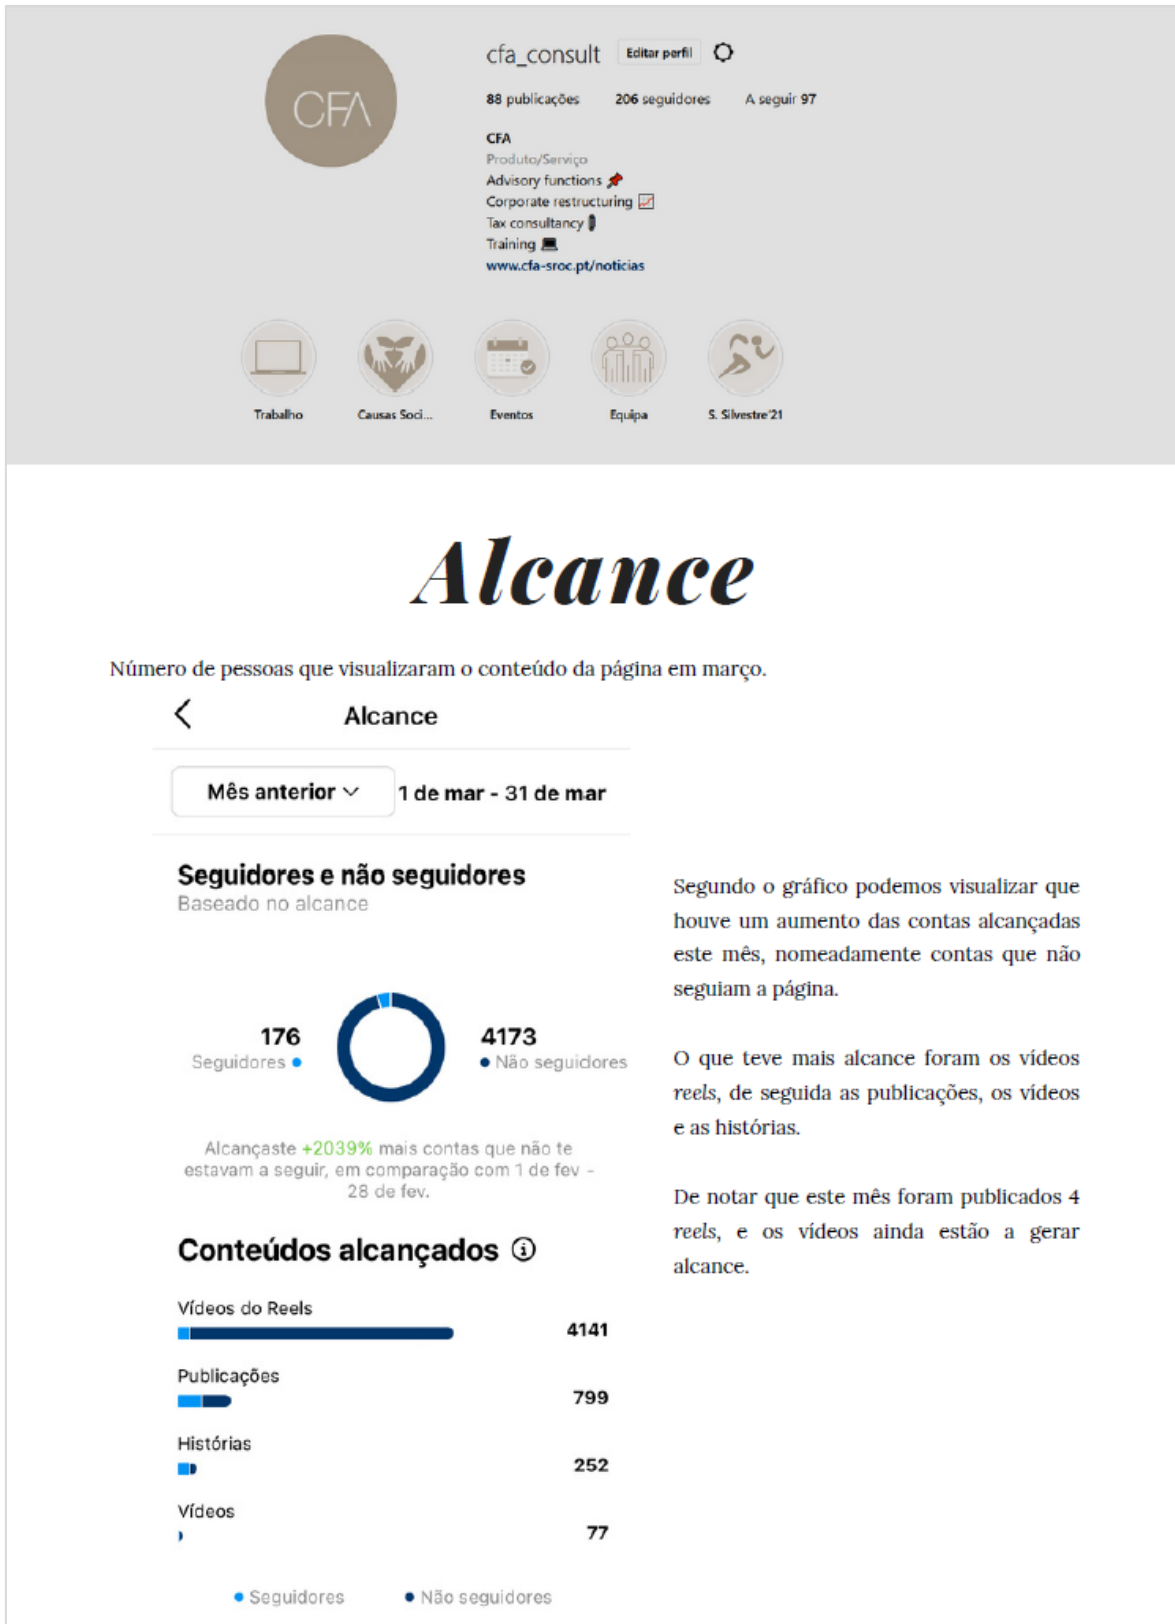 CFA
cfa_consult Editar perfil
88 publicações 206 seguidores A seguir 97
CFA
Produto/Serviço
Advisory functions
Corporate restructuring
Tax consultancy
Training
www.cfa-sroc.pt/noticias
Trabalho Causas Soci... Eventos Equipa S. Silvestre'21
Alcance
Número de pessoas que visualizaram o conteúdo da página em março.
Alcance
Mês anterior 1 de mar - 31 de mar
Seguidores e não seguidores
Baseado no alcance
176
Seguidores
4173
Não seguidores
Alcançaste +2039% mais contas que não te
estavam a seguir, em comparação com 1 de fev -
28 de fev.
Conteúdos alcançados
Vídeos do Reels
4141
Publicações
799
Histórias
252
Vídeos
77
Seguidores Não seguidores
Segundo o gráfico podemos visualizar que
houve um aumento das contas alcançadas
este mês, nomeadamente contas que não
seguiam a página.
O que teve mais alcance foram os vídeos
reels, de seguida as publicações, os vídeos
e as histórias.
De notar que este mês foram publicados 4
reels, e os vídeos ainda estão a gerar
alcance.